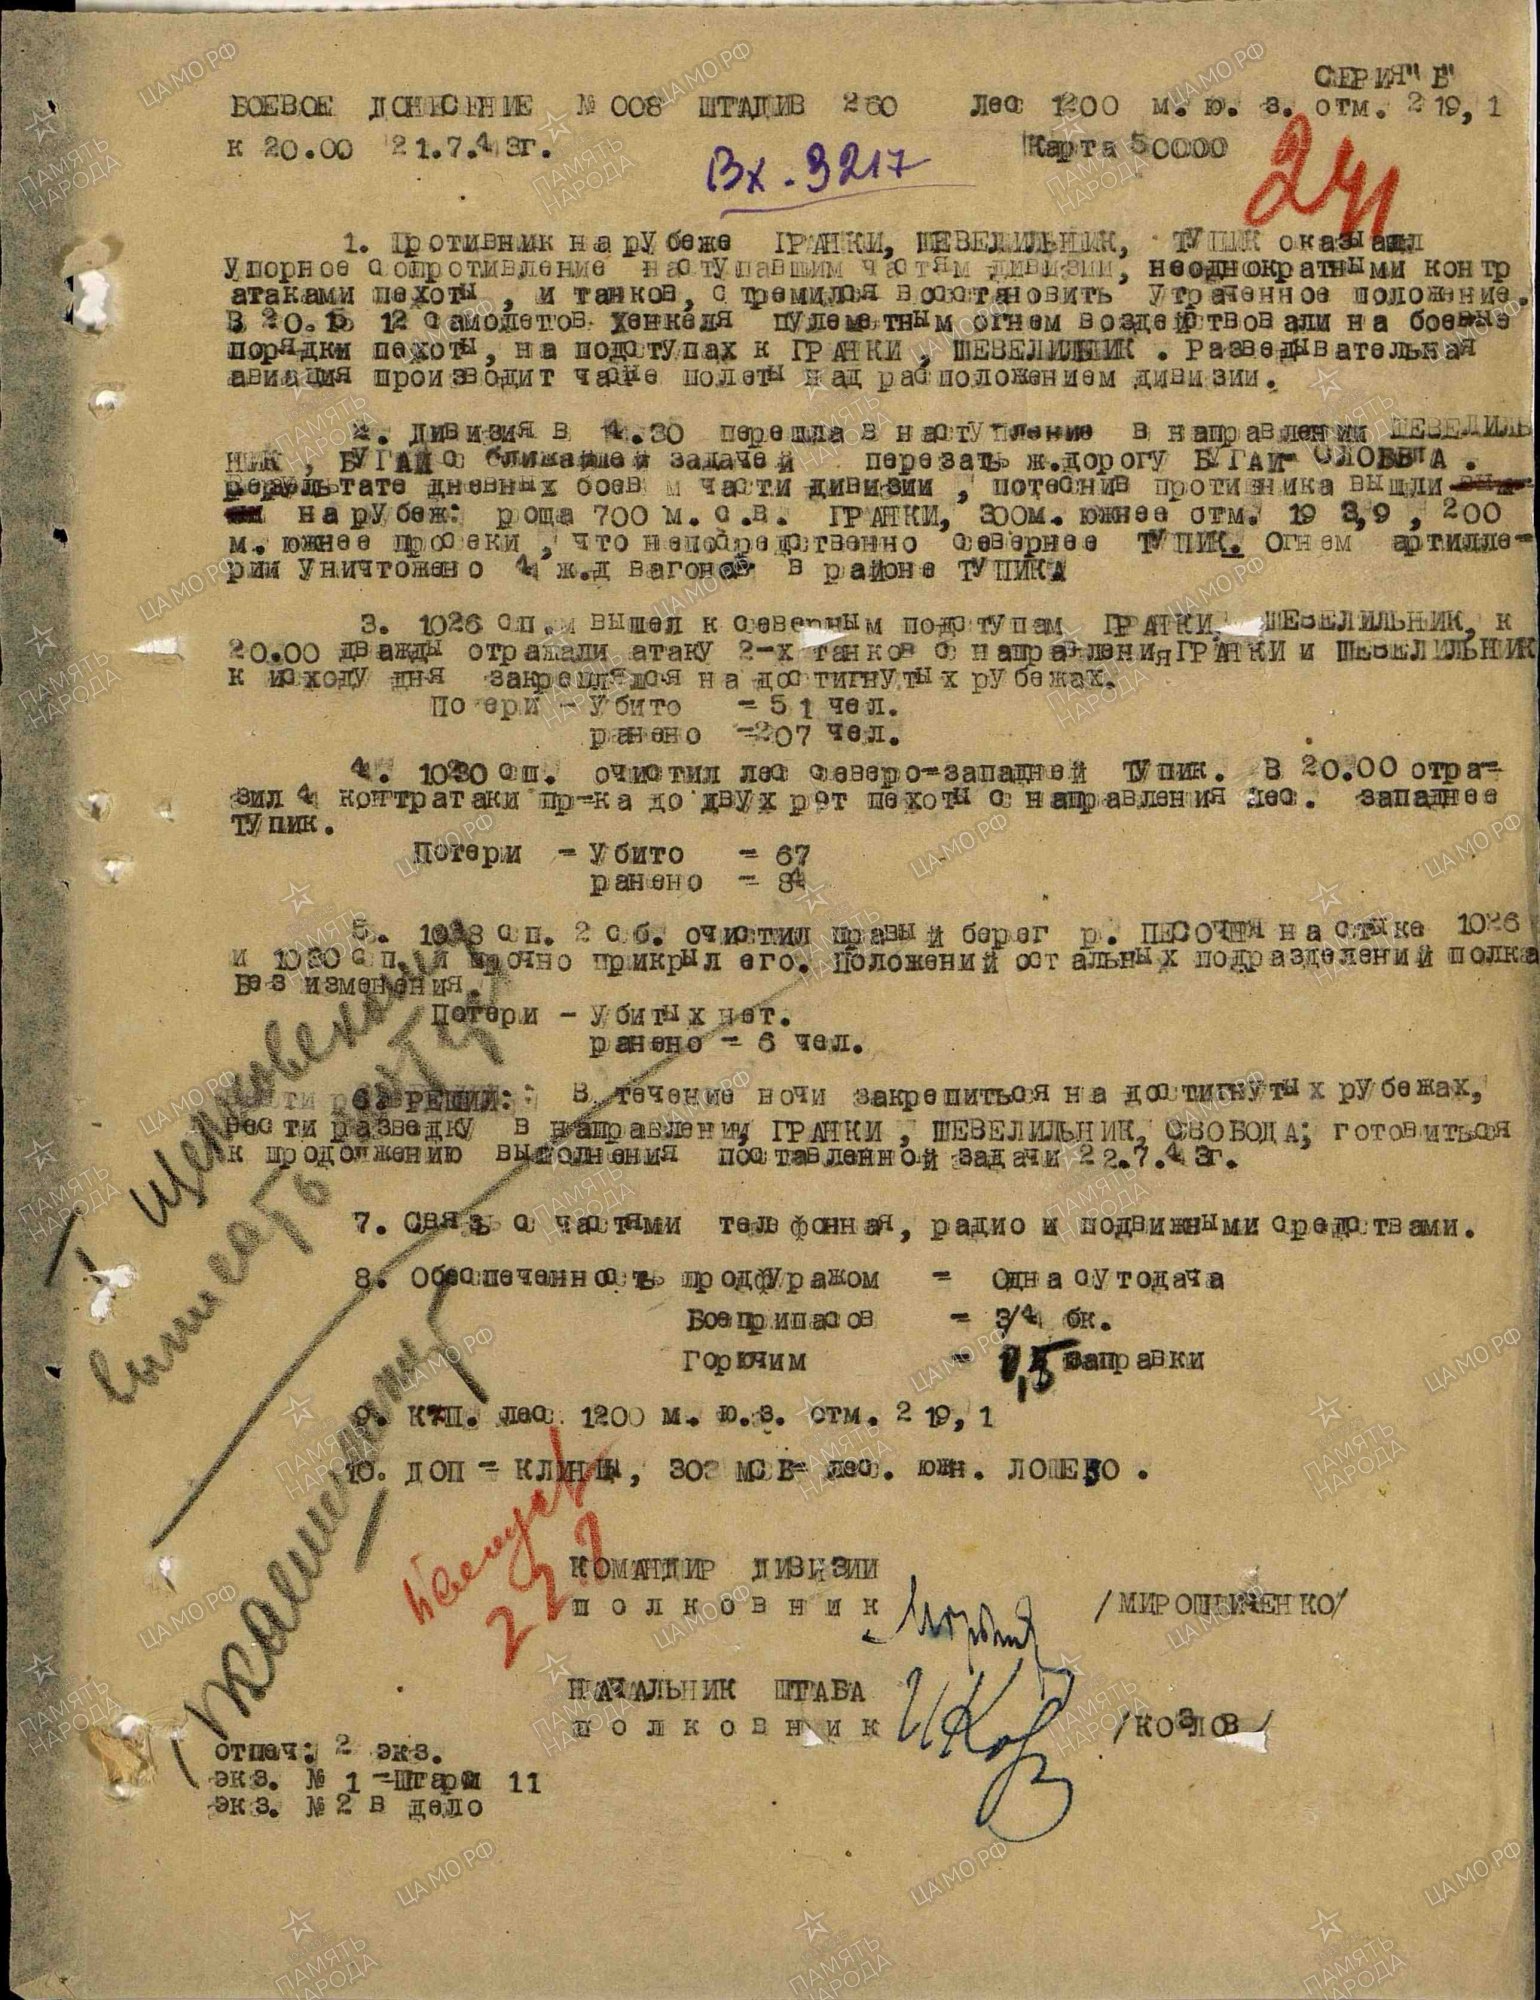 СЕРИЯ "Б"
БОЕВОЕ ДОНЕСЕНИЕ № 008 ШТАДИВ 260 лес 1200 м. ю. з. отм. 219,1
к 20.00 21.7.43г. Карта 50000
Вх. 3217
241
1. Противник на рубеже ГРАНКИ, ШЕВЕЛИЛЬНИК, ТУПИК оказывал
упорное сопротивление наступавшим частям дивизии, неоднократными контр
атаками пехоты, и танков, стремился восстановить утраченное положение.
В 20.15 12 самолетов хенкеля пулеметным огнем воздействовали на боевые
порядки пехоты, на подступах к ГРАНКИ, ШЕВЕЛИЛЬНИК. Разведывательная
авиация производит частые полеты над расположением дивизии.
2. Дивизия в 4.30 перешла в наступление в направлении ШЕВЕЛИЛЬ
НИК, БУГАЙ с ближайшей задачей перезать ж.дорогу БУГАЙ-
результате дневных боев части дивизии, потеснив противника вышли
на рубеж: роща 700 м. с.в. ГРАНКИ, 300м. южнее отм. 193,9, 200
м. южнее просеки, что непосредственно севернее ТУПИК. Огнем артилле-
рии уничтожено 4 ж.д вагонов в районе ТУПИКА
3. 1026 сп. вышел к северным подступам ГРАНКИ, ШЕВЕЛИЛЬНИК, к
20.00 дважды отражали атаку 2-х танков с направления ГРАНКИ и ШЕВЕЛИЛЬНИК
к исходу дня закреплялся на достигнутых рубежах.
Потери - Убито = 51 чел.
ранено =207 чел.
4. 1030 сп. очистил лес северо-западней ТУПИК. В 20.00 отра-
зил 4 контратаки пр-ка до двух рот пехоты с направления лес. западнее
ТУПИК.
Потери - Убито = 67
ранено = 84
5. 1028 сп. 2 сб. очистил правый берег р. ПЕСОЧНЯ на стыке 1026
и 1030 сп. и прочно прикрыл его. Положений остальных подразделений полка
Без изменения.
Потери - Убитых нет.
ранено - 6 чел.
6. РЕШИЛ: В течение ночи закрепиться на достигнутых рубежах,
вести разведку в направлении, ГРАНКИ, ШЕВЕЛИЛЬНИК, СВОБОДА; готовиться
к продолжению выполнения поставленной задачи 22.7.43г.
7. Связь с частями телефонная, радио и подвижными средствами.
8. Обеспеченность продфуражом - Одна сутодача
Боеприпасов - 3/4 бк.
Горючим - 1,5 заправки
9. КП. лес 1200 м. ю.з. отм. 219,1
10. ДОП - КЛИНЦЫ, 303 МСБ- лес. южн.
22.7
КОМАНДИР ДИВИЗИИ
полковник /МИРОШНИЧЕНКО/
НАЧАЛЬНИК ШТАБА
полковник /КОЗЛОВ/
отпеч: 2 экз.
экз. № 1 -Штарм 11
экз. № 2 в дело
ЦАМО.РФ
ПАМЯТЬ
НАРОДА